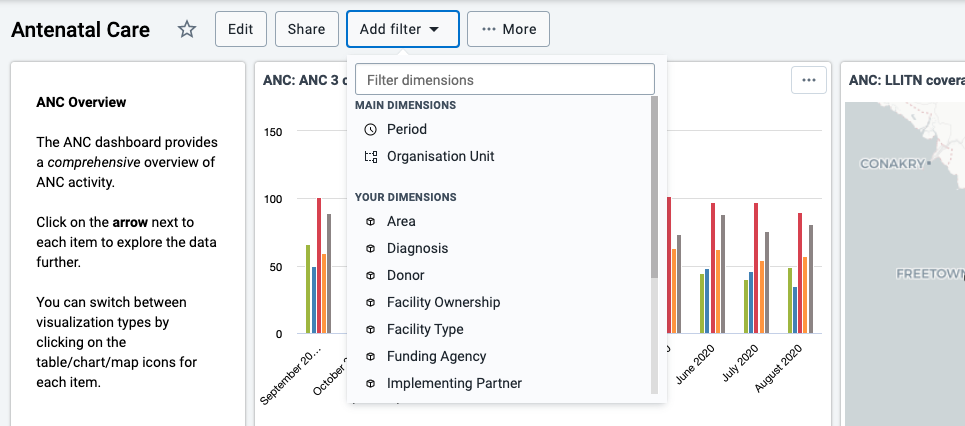 Antenatal Care
Edit
Share
Add filter
··· More
ANC Overview
The ANC dashboard provides
a comprehensive overview of
ANC activity.
Click on the arrow next to
each item to explore the data
further.
You can switch between
visualization types by
clicking on the
table/chart/map icons for
each item.
ANC: ANC 3
150
100
50
0
September 20...
October
June 2020
July 2020
August 2020
Filter dimensions
MAIN DIMENSIONS
Period
Organisation Unit
YOUR DIMENSIONS
Area
Diagnosis
Donor
Facility Ownership
Facility Type
Funding Agency
Implementing Partner
ANC: LLITN
CONAKRY
FREETOWN